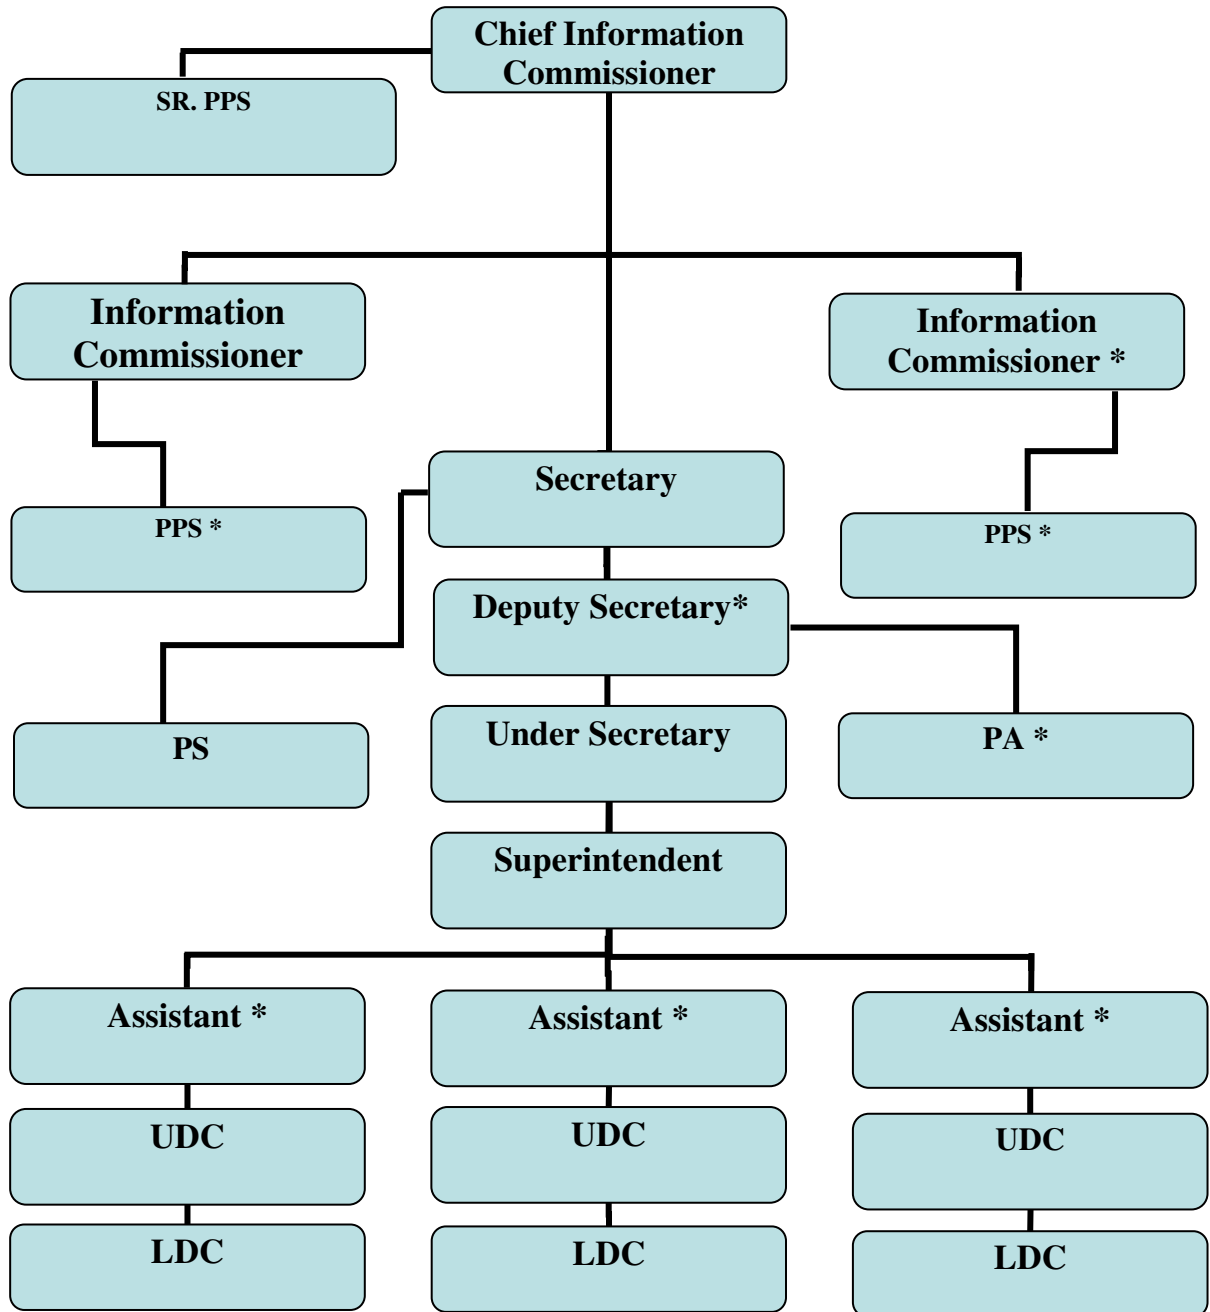 Chief Information
Commissioner
SR. PPS
Information
Commissioner
Information
Commissioner *
Secretary
PPS *
PPS *
Deputy Secretary*
PS
Under Secretary
PA *
Superintendent
Assistant *
Assistant *
Assistant *
UDC
UDC
UDC
LDC
LDC
LDC